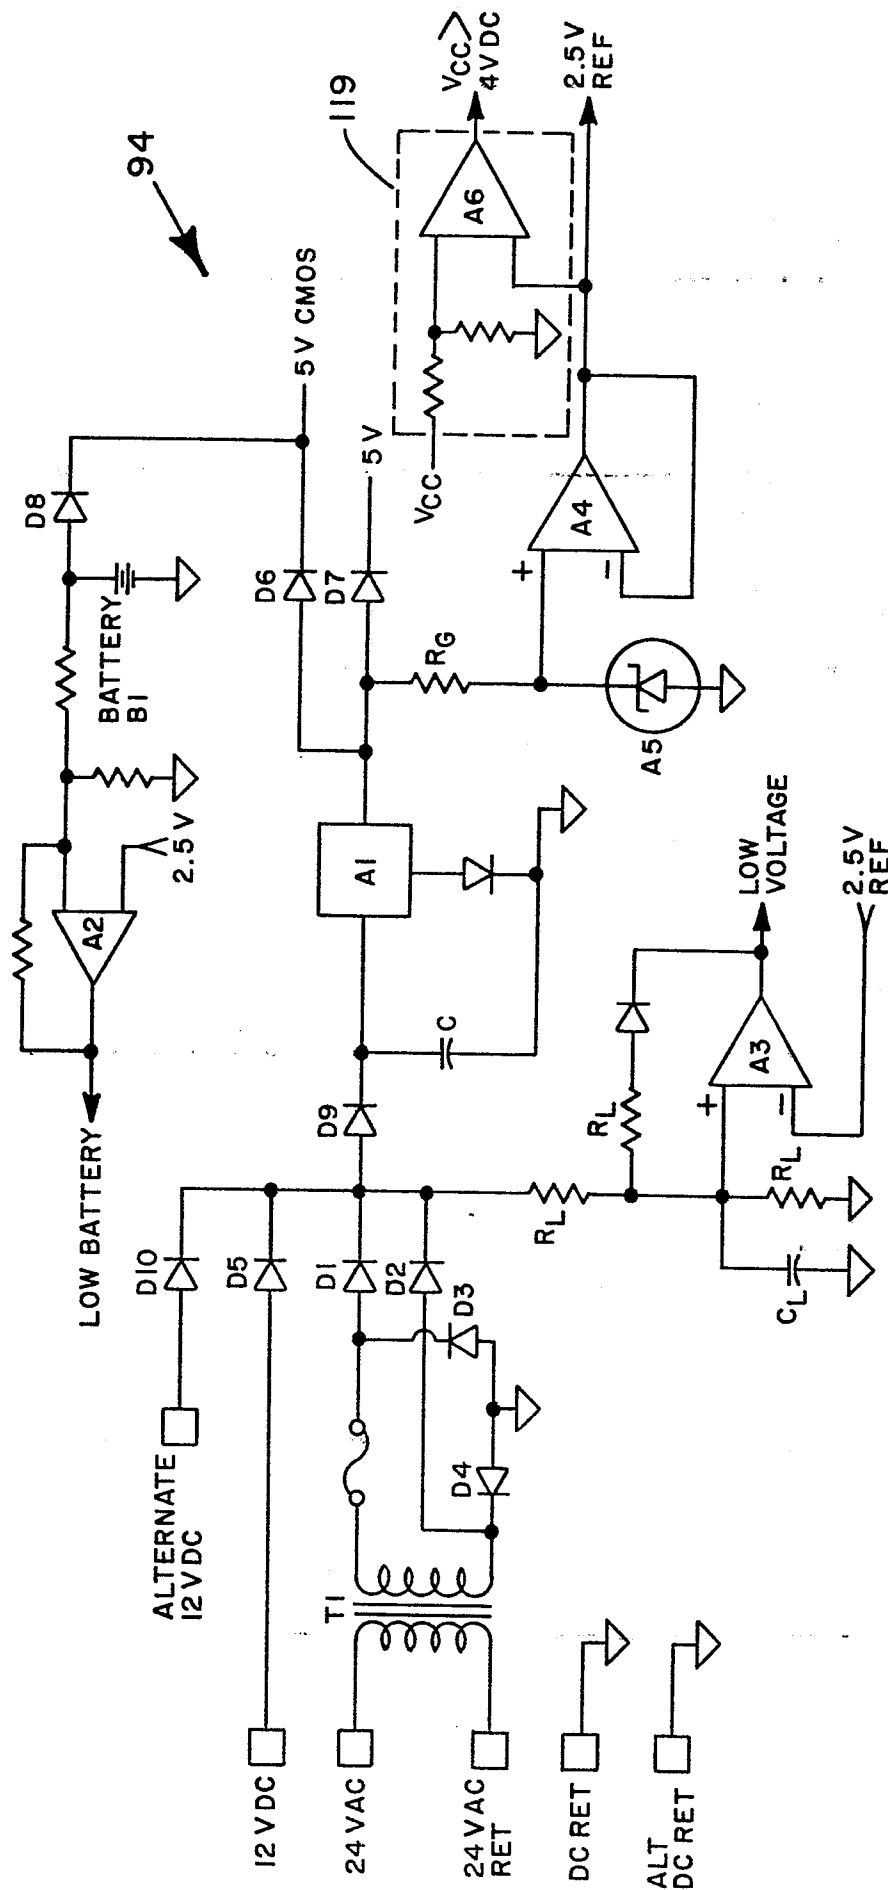 94
119
LOW BATTERY
A2
2.5V
BATTERY
B1
D8
5V CMOS
ALTERNATE
12VDC
D10
12VDC
D5
24VAC
T1
D1
D9
A1
D6
D7
5V
VCC
A6
VCC>
4VDC
24VAC
RET
D4
D2
D3
C
RG
A4
+
−
2.5V
REF
A5
DC RET
ALT
DC RET
RL
RL
CL
RL
+
−
A3
LOW
VOLTAGE
2.5V
REF